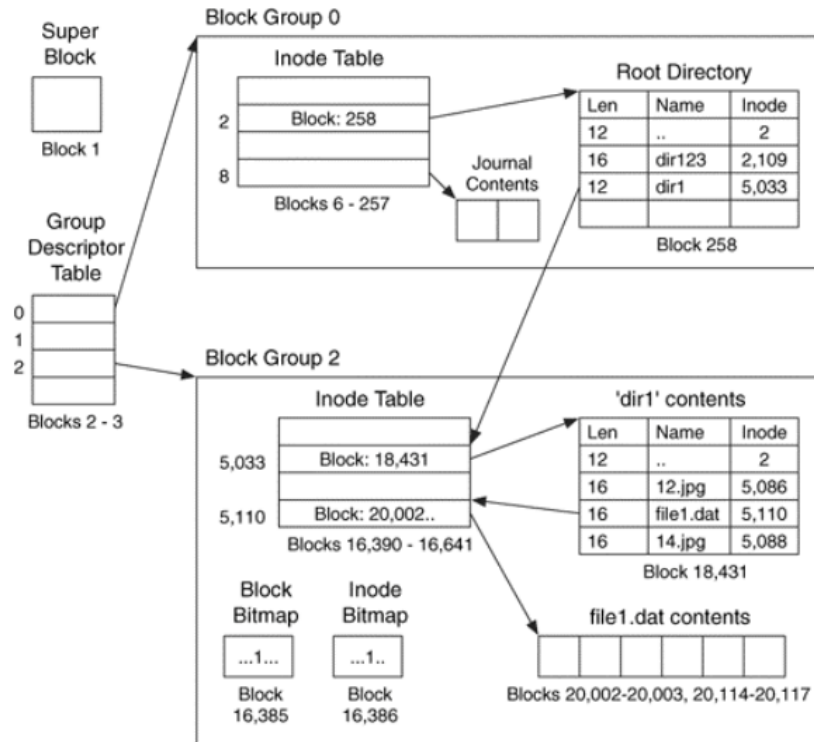 Super
Block
Block 1
Group
Descriptor
Table
0
1
2
Blocks 2 - 3
Block Group 0
Inode Table
2
Block: 258
8
Blocks 6 - 257
Journal
Contents
Root Directory
Len Name Inode
12 .. 2
16 dir123 2,109
12 dir1 5,033
Block 258
Block Group 2
Inode Table
5,033
Block: 18,431
5,110
Block: 20,002..
Blocks 16,390 - 16,641
'dir1' contents
Len Name Inode
12 .. 2
16 12.jpg 5,086
16 file1.dat 5,110
16 14.jpg 5,088
Block 18,431
Block
Bitmap
...1...
Block
16,385
Inode
Bitmap
...1..
Block
16,386
file1.dat contents
Blocks 20,002-20,003, 20,114-20,117